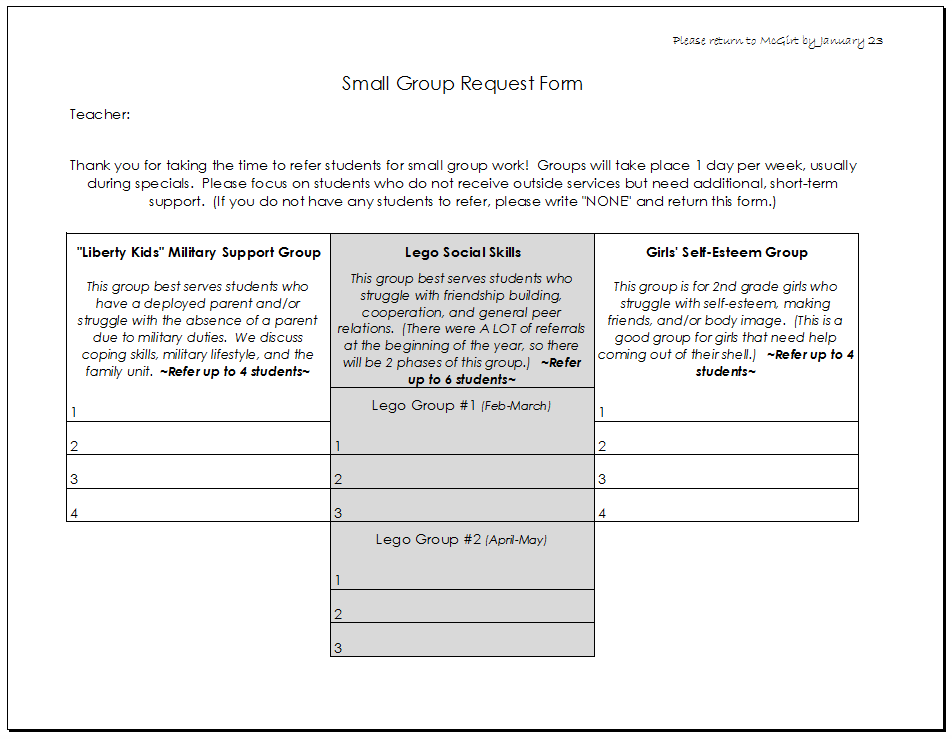 Please return to McGirt by January 23
Small Group Request Form
Teacher:
Thank you for taking the time to refer students for small group work!  Groups will take place 1 day per week, usually
during specials.  Please focus on students who do not receive outside services but need additional, short-term
support.  (If you do not have any students to refer, please write "NONE" and return this form.)
"Liberty Kids" Military Support Group
This group best serves students who
have a deployed parent and/or
struggle with the absence of a parent
due to military duties.  We discuss
coping skills, military lifestyle, and the
family unit.  ~Refer up to 4 students~
1
2
3
4
Lego Social Skills
This group best serves students who
struggle with friendship building,
cooperation, and general peer
relations.  (There were A LOT of referrals
at the beginning of the year, so there
will be 2 phases of this group.)   ~Refer
up to 6 students~
Lego Group #1 (Feb-March)
1
2
3
Lego Group #2 (April-May)
1
2
3
Girls' Self-Esteem Group
This group is for 2nd grade girls who
struggle with self-esteem, making
friends, and/or body image.  (This is a
good group for girls that need help
coming out of their shell.)   ~Refer up to 4
students~
1
2
3
4